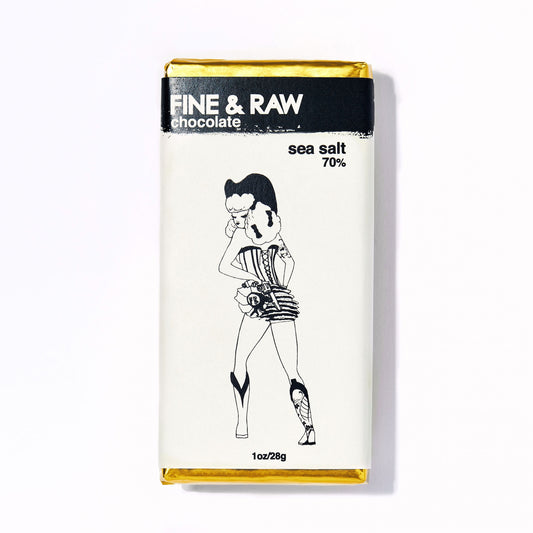 FINE & RAW
chocolate
sea salt
70%
1oz/28g